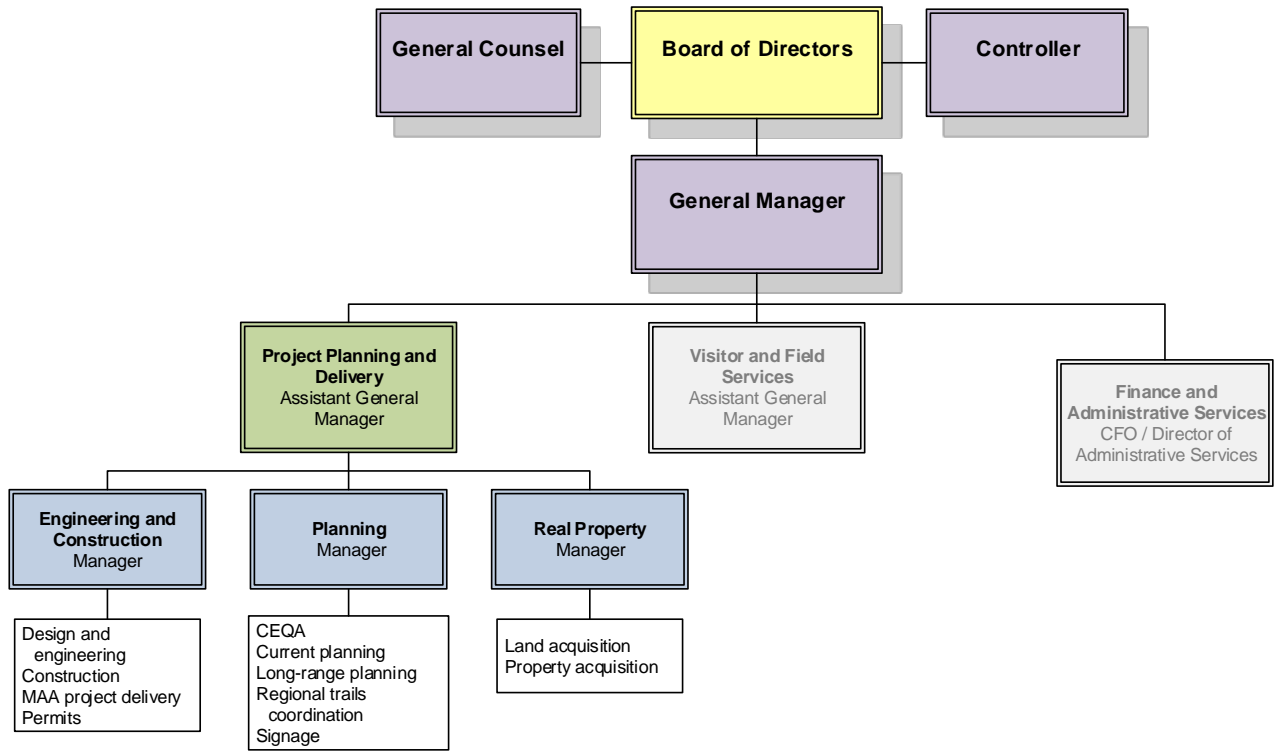 General Counsel
Board of Directors
Controller
General Manager
Project Planning and
Delivery
Assistant General
Manager
Visitor and Field
Services
Assistant General
Manager
Finance and
Administrative Services
CFO / Director of
Administrative Services
Engineering and
Construction
Manager
Planning
Manager
Real Property
Manager
Design and
engineering
Construction
MAA project delivery
Permits
CEQA
Current planning
Long-range planning
Regional trails
coordination
Signage
Land acquisition
Property acquisition